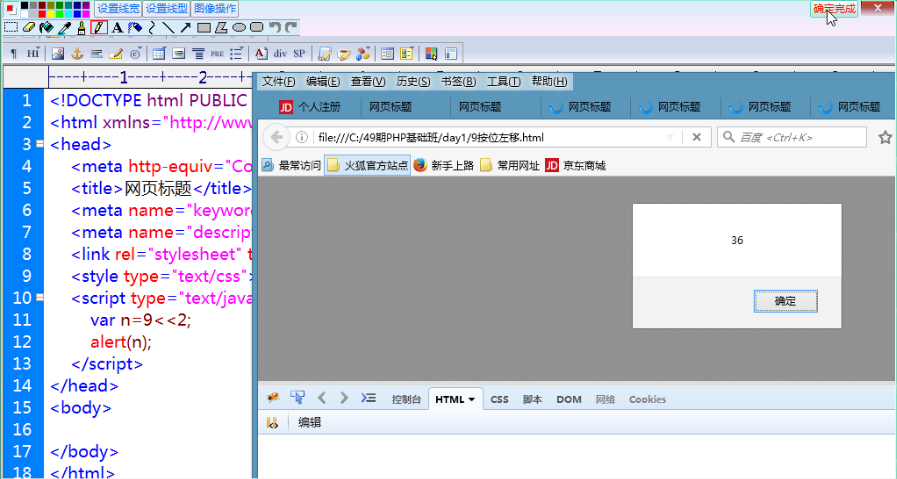 设置线宽 设置线型 图像操作 确定完成
¶ Hi div SP PRE
----+----1----+----2----+-
文件(F) 编辑(E) 查看(V) 历史(S) 书签(B) 工具(T) 帮助(H)
JD 个人注册 网页标题 网页标题 网页标题 网页标题 网页标题 网页标题
file:///C:/49期PHP基础班/day1/9按位左移.html 百度 <Ctrl+K>
最常访问 火狐官方站点 新手上路 常用网址 JD 京东商城
1 <!DOCTYPE html PUBLIC
2 <html xmlns="http://www
3 <head>
4 <meta http-equiv="Co
5 <title>网页标题</title>
6 <meta name="keyword
7 <meta name="descript
8 <link rel="stylesheet" t
9 <style type="text/css">
10 <script type="text/java
11 var n=9<<2;
12 alert(n);
13 </script>
14 </head>
15 <body>
16
17 </body>
18 </html>
36
确定
控制台 HTML CSS 脚本 DOM 网络 Cookies
编辑